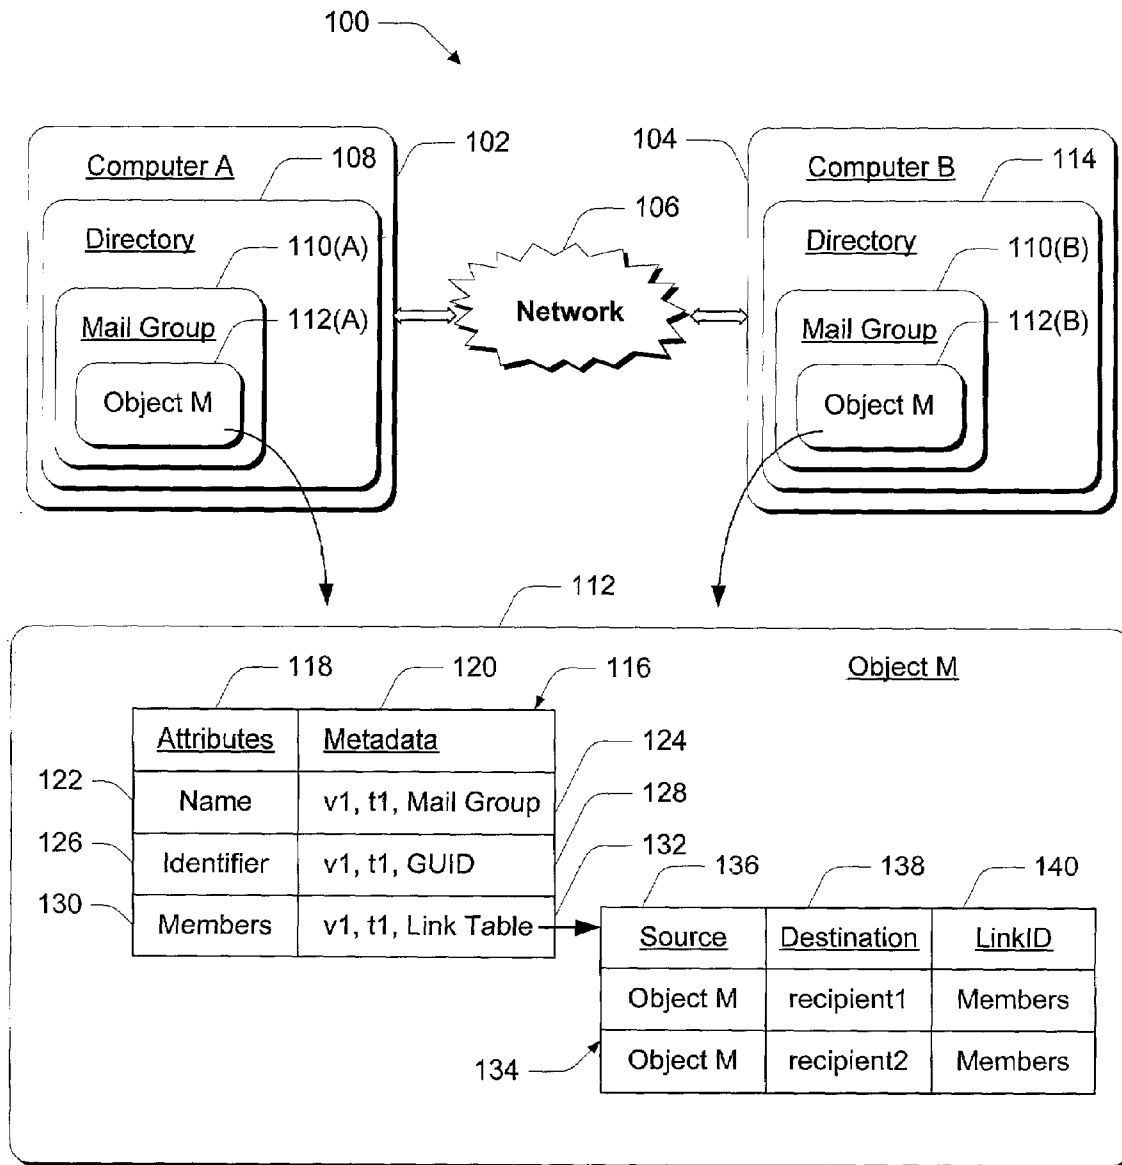 100
Computer A 108 102 104 Computer B 114
106
Directory 110(A) Directory 110(B)
Mail Group 112(A) Network Mail Group 112(B)
Object M Object M
112
118 120 116 Object M
Attributes Metadata
122 Name v1, t1, Mail Group 124
126 Identifier v1, t1, GUID 128
130 Members v1, t1, Link Table 132
136 138 140
Source Destination LinkID
Object M recipient1 Members
134 Object M recipient2 Members